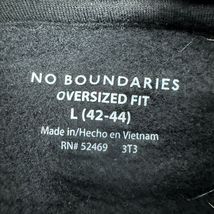 NO BOUNDARIES
OVERSIZED FIT
L (42-44)
Made in/Hecho en Vietnam
RN# 52469 3T3